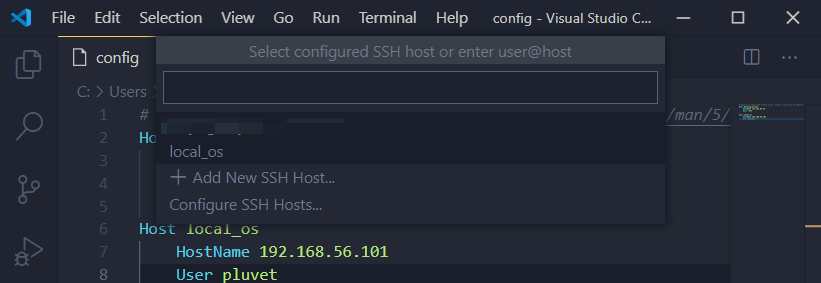 File Edit Selection Go Run Terminal Help config - Visual Studio C...
Select configured SSH host or enter user@host
config
C: > Users >
1 # /man/5/
2
local_os
3
+ Add New SSH Host...
4
Configure SSH Hosts...
5
6 Host local_os
7 HostName 192.168.56.101
8 User pluvet